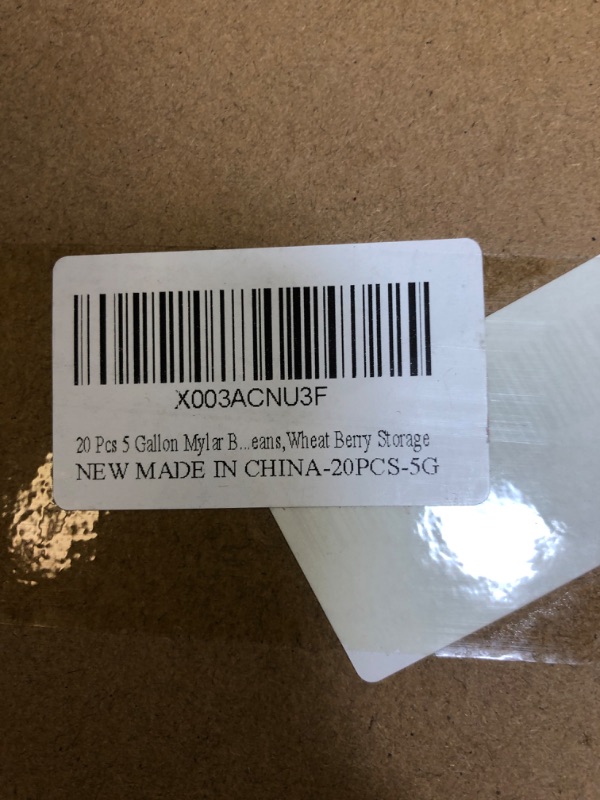 X003ACNU3F
20 Pcs 5 Gallon Mylar B...eans,Wheat Berry Storage
NEW MADE IN CHINA-20PCS-5G